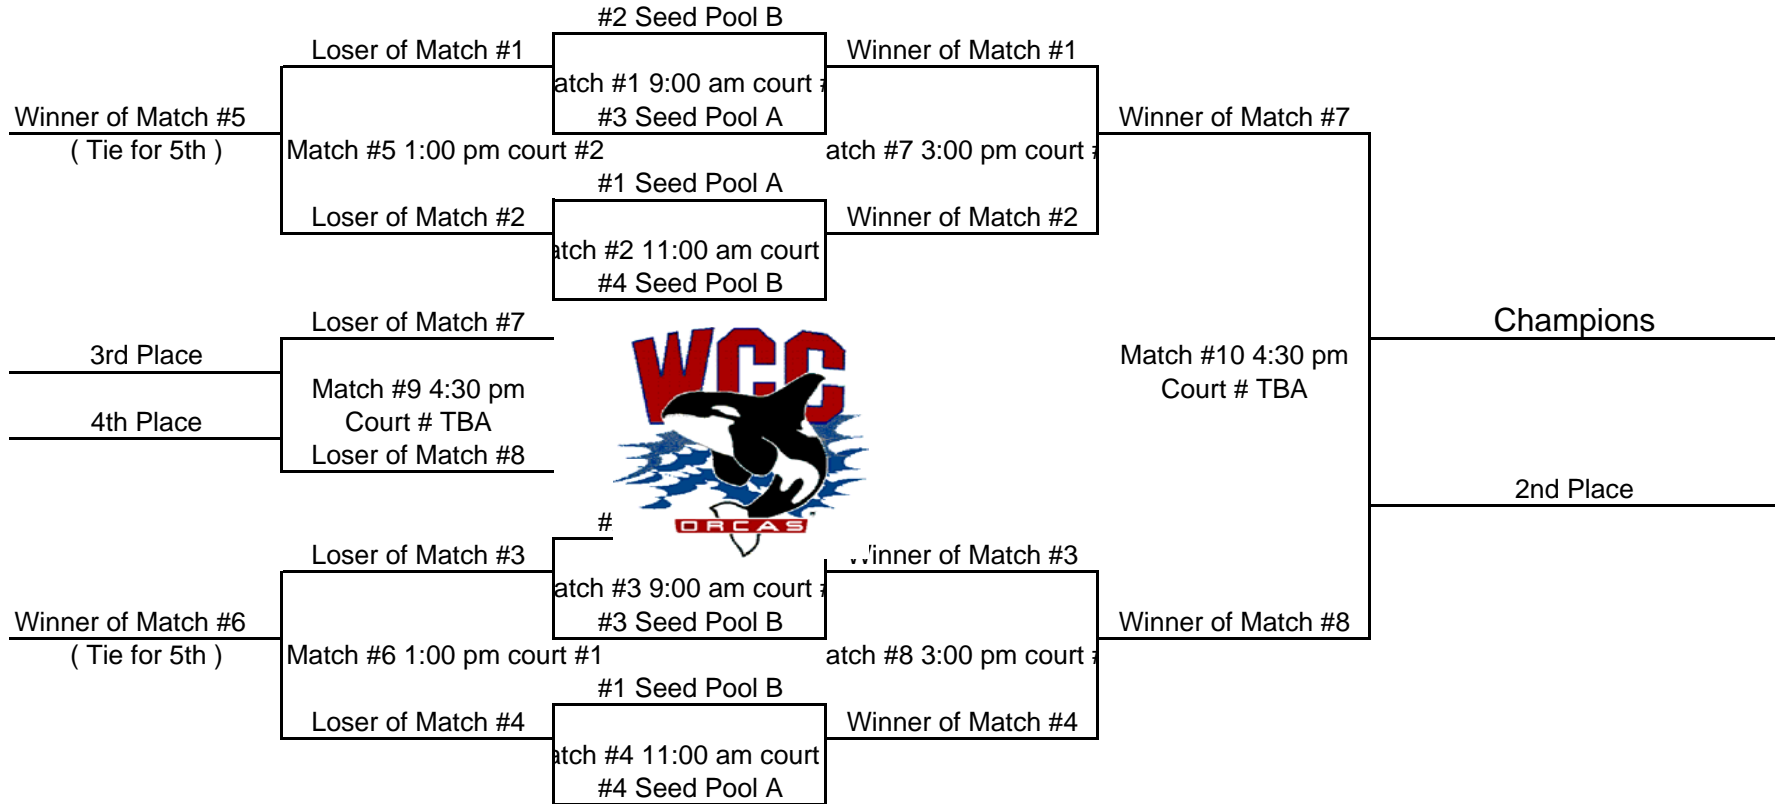 #2 Seed Pool B
Loser of Match #1
Winner of Match #1
atch #1 9:00 am court
Winner of Match #5
#3 Seed Pool A
Winner of Match #7
( Tie for 5th )
Match #5 1:00 pm court #2
atch #7 3:00 pm court
#1 Seed Pool A
Loser of Match #2
Winner of Match #2
atch #2 11:00 am court
#4 Seed Pool B
Loser of Match #7
Champions
3rd Place
WCC
Match #10 4:30 pm
Match #9 4:30 pm
Court # TBA
4th Place
Court # TBA
Loser of Match #8
2nd Place
#
ORCAS
Loser of Match #3
inner of Match #3
atch #3 9:00 am court
Winner of Match #6
#3 Seed Pool B
Winner of Match #8
( Tie for 5th )
Match #6 1:00 pm court #1
atch #8 3:00 pm court
#1 Seed Pool B
Loser of Match #4
Winner of Match #4
atch #4 11:00 am court
#4 Seed Pool A